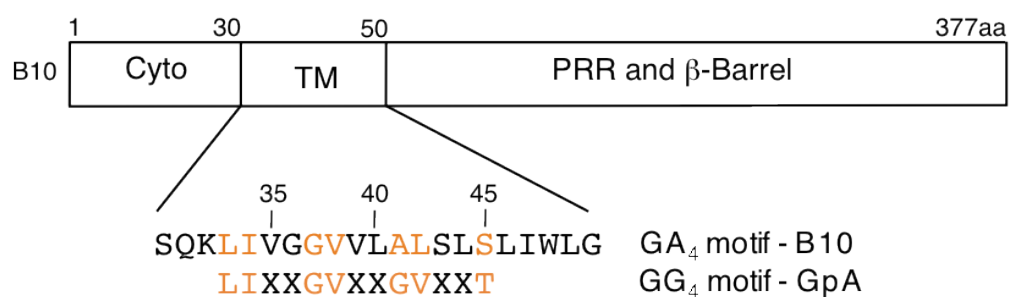 1 30 50 377aa
B10 Cyto TM PRR and β-Barrel
35 40 45
SQKLIVGGVVLALSLSLIWLG GA₄ motif - B10
LIXXGVXXGVXXT GG₄ motif - GpA